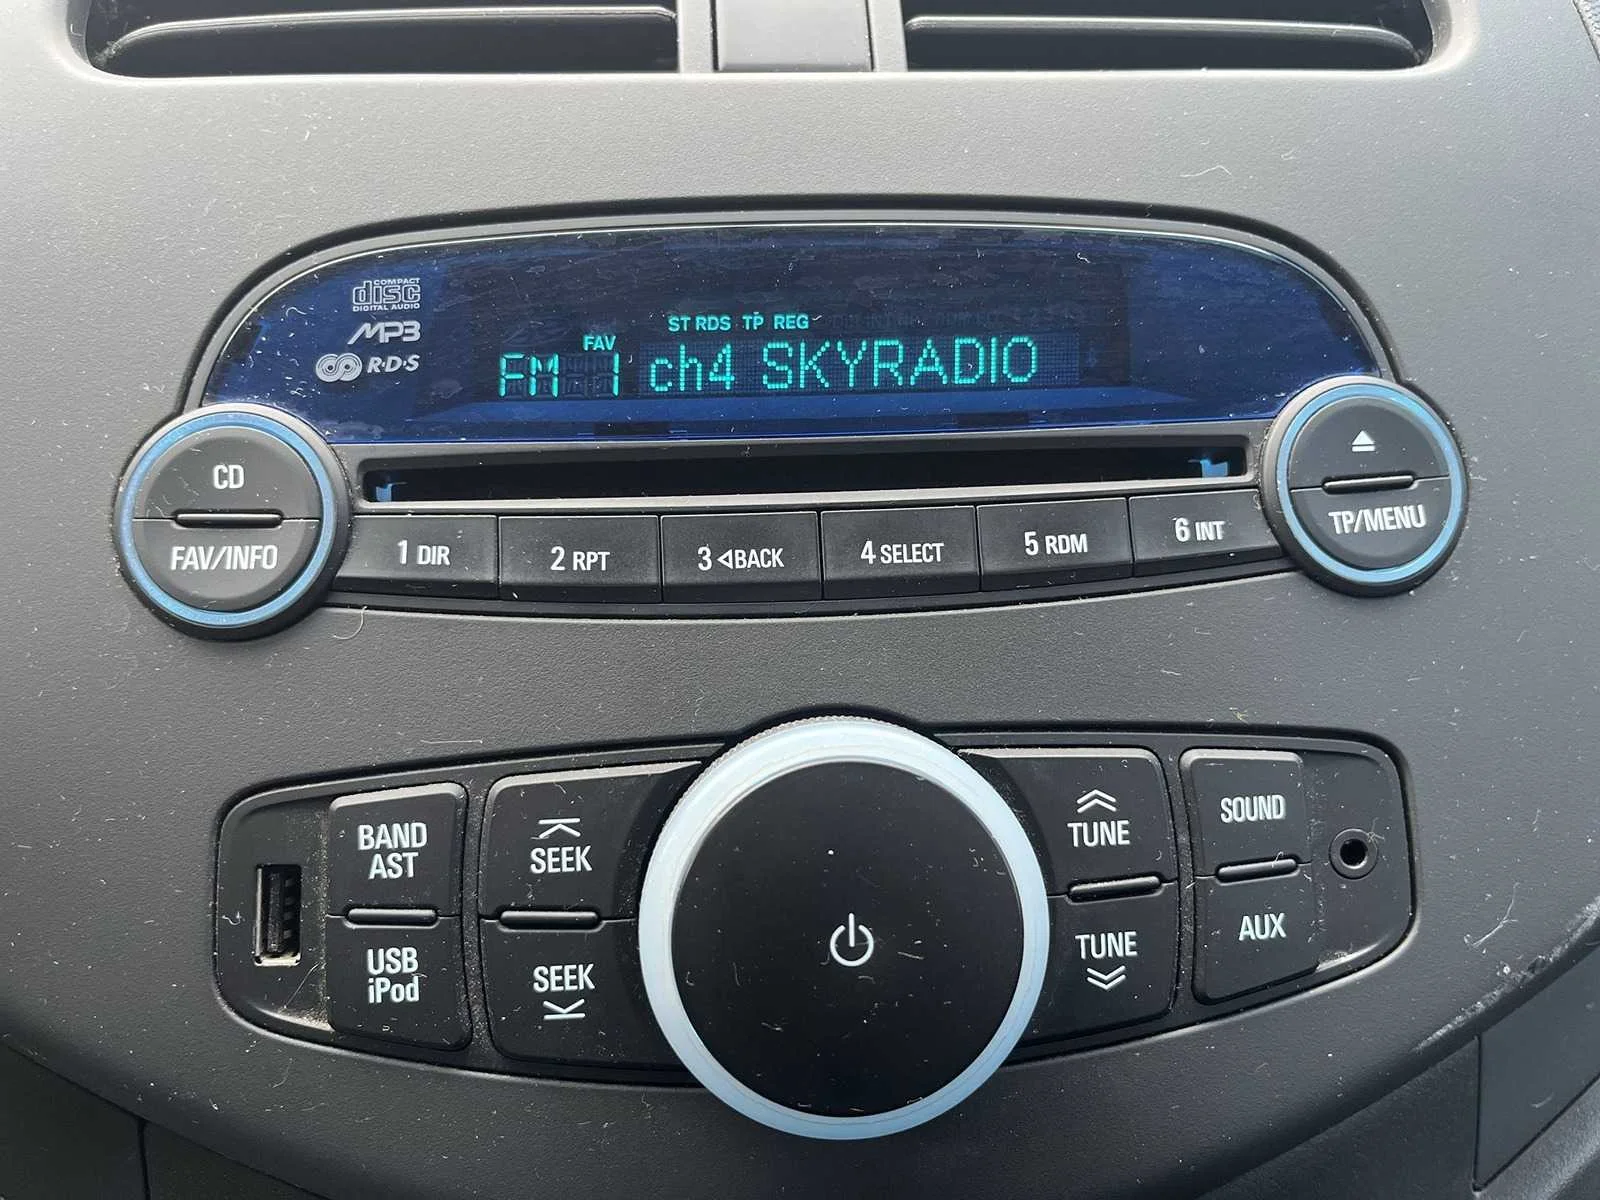 COMPACT
disc
DIGITAL AUDIO
MP3
R·D·S
ST RDS TP REG
FAV
FM 1 ch4 SKYRADIO
CD
FAV/INFO
1 DIR
2 RPT
3 ◁BACK
4 SELECT
5 RDM
6 INT
TP/MENU
BAND
AST
USB
iPod
SEEK
SEEK
TUNE
TUNE
SOUND
AUX